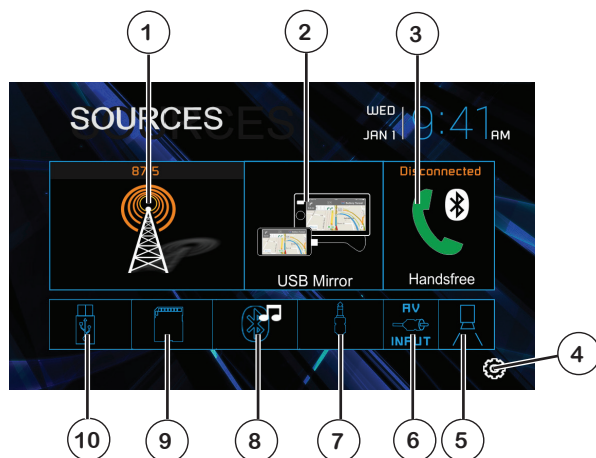 1
2
3
SOURCES
WED
JAN 1
9:41 AM
87.5
Disconnected
USB Mirror
Handsfree
AV
INPUT
4
10
9
8
7
6
5